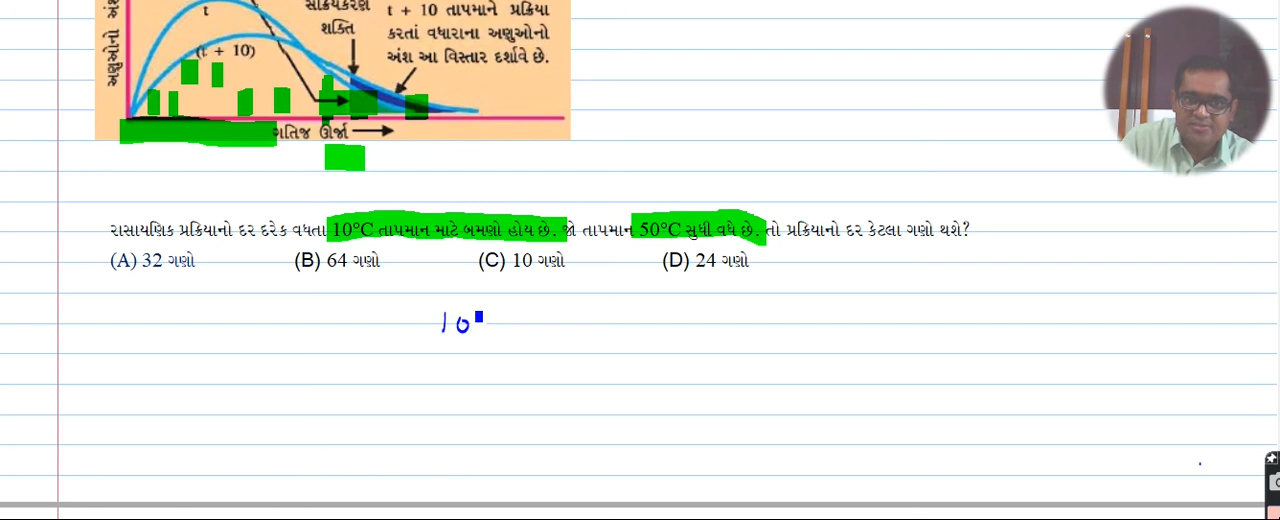 અણુઓનો અંશ
t
(t + 10)
સક્રિયકરણ
શક્તિ
t + 10 તાપમાને પ્રક્રિયા
કરતાં વધારાના અણુઓનો
અંશ આ વિસ્તાર દર્શાવે છે.
ગતિજ ઊર્જા
રાસાયણિક પ્રક્રિયાનો દર દરેક વધતા 10°C તાપમાન માટે બમણો હોય છે. જો તાપમાન 50°C સુધી વધે છે. તો પ્રક્રિયાનો દર કેટલા ગણો થશે?
(A) 32 ગણો (B) 64 ગણો (C) 10 ગણો (D) 24 ગણો
10